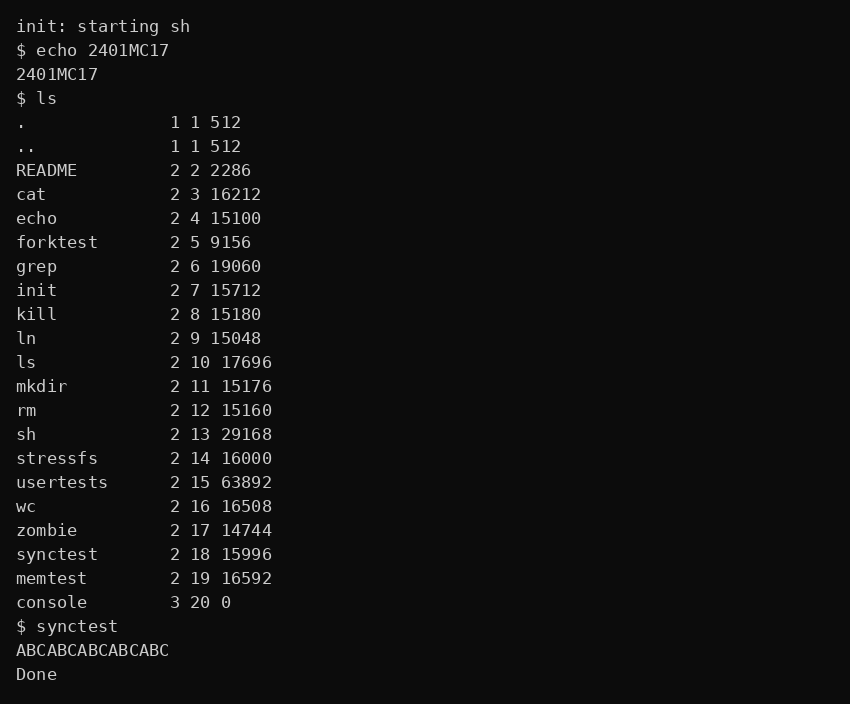 init: starting sh
$ echo 2401MC17
2401MC17
$ ls
.              1 1 512
..             1 1 512
README         2 2 2286
cat            2 3 16212
echo           2 4 15100
forktest       2 5 9156
grep           2 6 19060
init           2 7 15712
kill           2 8 15180
ln             2 9 15048
ls             2 10 17696
mkdir          2 11 15176
rm             2 12 15160
sh             2 13 29168
stressfs       2 14 16000
usertests      2 15 63892
wc             2 16 16508
zombie         2 17 14744
synctest       2 18 15996
memtest        2 19 16592
console        3 20 0
$ synctest
ABCABCABCABCABC
Done